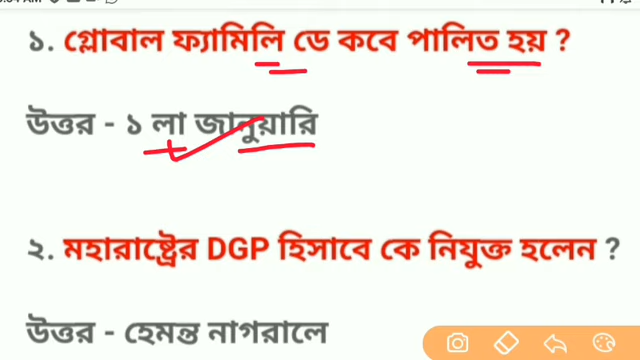 ১. গ্লোবাল ফ্যামিলি ডে কবে পালিত হয় ?
উত্তর - ১ লা জানুয়ারি
২. মহারাষ্ট্রের DGP হিসাবে কে নিযুক্ত হলেন ?
উত্তর - হেমন্ত নাগরালে